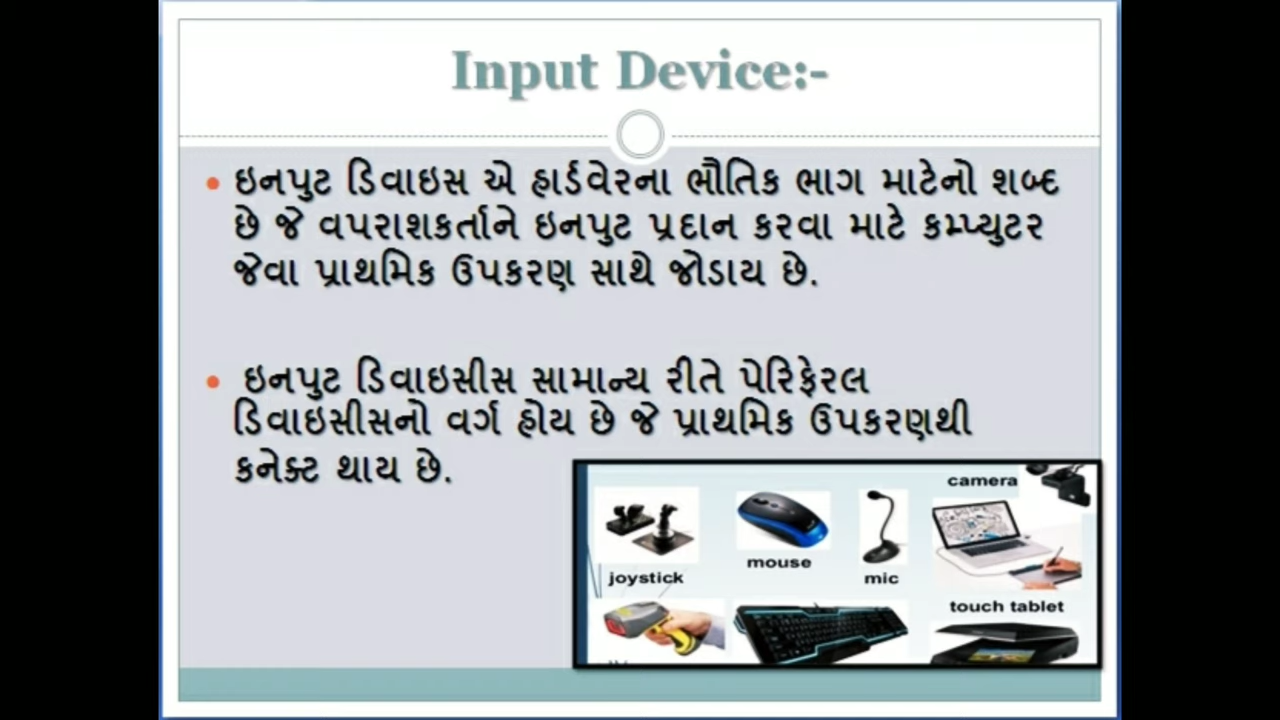 Input Device:-
ઇનપુટ ડિવાઇસ એ હાર્ડવેરના ભૌતિક ભાગ માટેનો શબ્દ
છે જે વપરાશકર્તાને ઇનપુટ પ્રદાન કરવા માટે કમ્પ્યુટર
જેવા પ્રાથમિક ઉપકરણ સાથે જોડાય છે.
ઇનપુટ ડિવાઇસીસ સામાન્ય રીતે પેરિફેરલ
ડિવાઇસીસનો વર્ગ હોય છે જે પ્રાથમિક ઉપકરણથી
કનેક્ટ થાય છે.
camera
joystick
mouse
mic
touch tablet